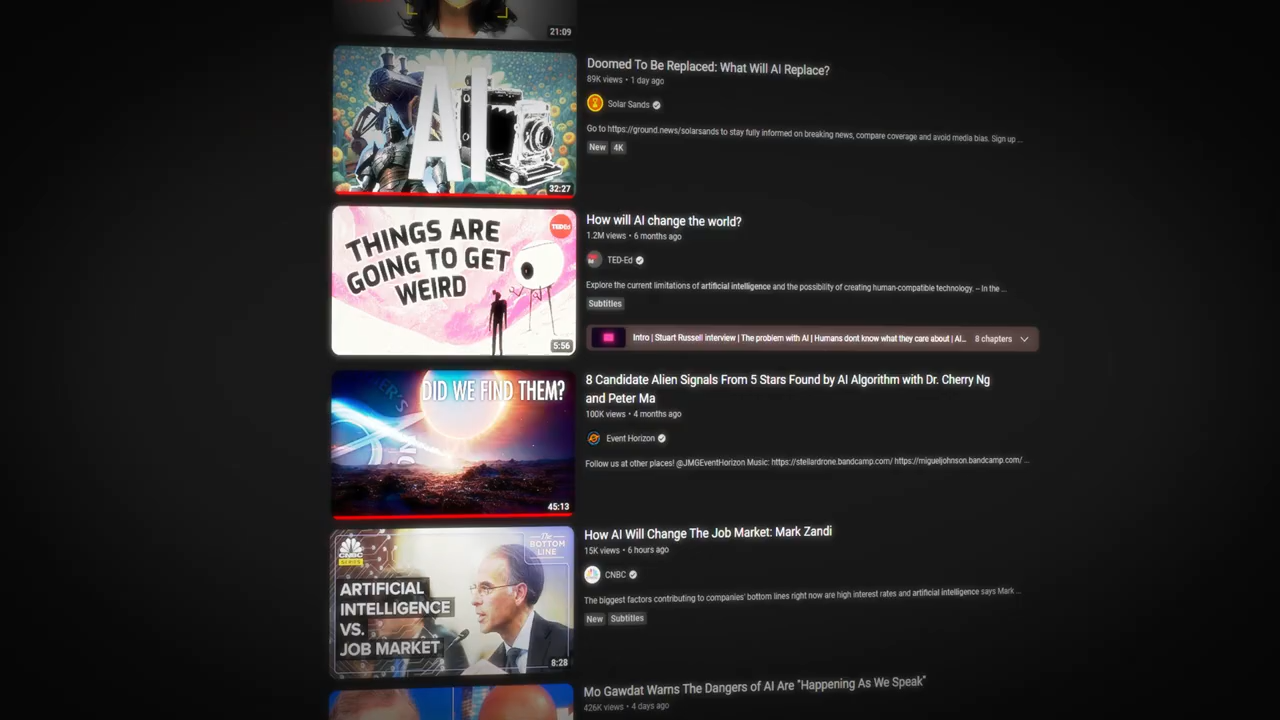 21:09
AI
32:27
Doomed To Be Replaced: What Will AI Replace?
89K views • 1 day ago
Solar Sands
Go to https://ground.news/solarsands to stay fully informed on breaking news, compare coverage and avoid media bias. Sign up ...
New 4K
THINGS ARE
GOING TO GET
WEIRD
TEDEd
5:56
How will AI change the world?
1.2M views • 6 months ago
TED-Ed
Explore the current limitations of artificial intelligence and the possibility of creating human-compatible technology. -- In the ...
Subtitles
Intro | Stuart Russell interview | The problem with AI | Humans dont know what they care about | AI... 8 chapters
DID WE FIND THEM?
45:13
8 Candidate Alien Signals From 5 Stars Found by AI Algorithm with Dr. Cherry Ng
and Peter Ma
100K views • 4 months ago
Event Horizon
Follow us at other places! @JMGEventHorizon Music: https://stellardrone.bandcamp.com/ https://migueljohnson.bandcamp.com/ ...
CNBC
SERIES
The
BOTTOM
LINE
ARTIFICIAL
INTELLIGENCE
VS.
JOB MARKET
8:28
How AI Will Change The Job Market: Mark Zandi
15K views • 6 hours ago
CNBC
The biggest factors contributing to companies' bottom lines right now are high interest rates and artificial intelligence says Mark ...
New Subtitles
Mo Gawdat Warns The Dangers of AI Are "Happening As We Speak"
426K views • 4 days ago